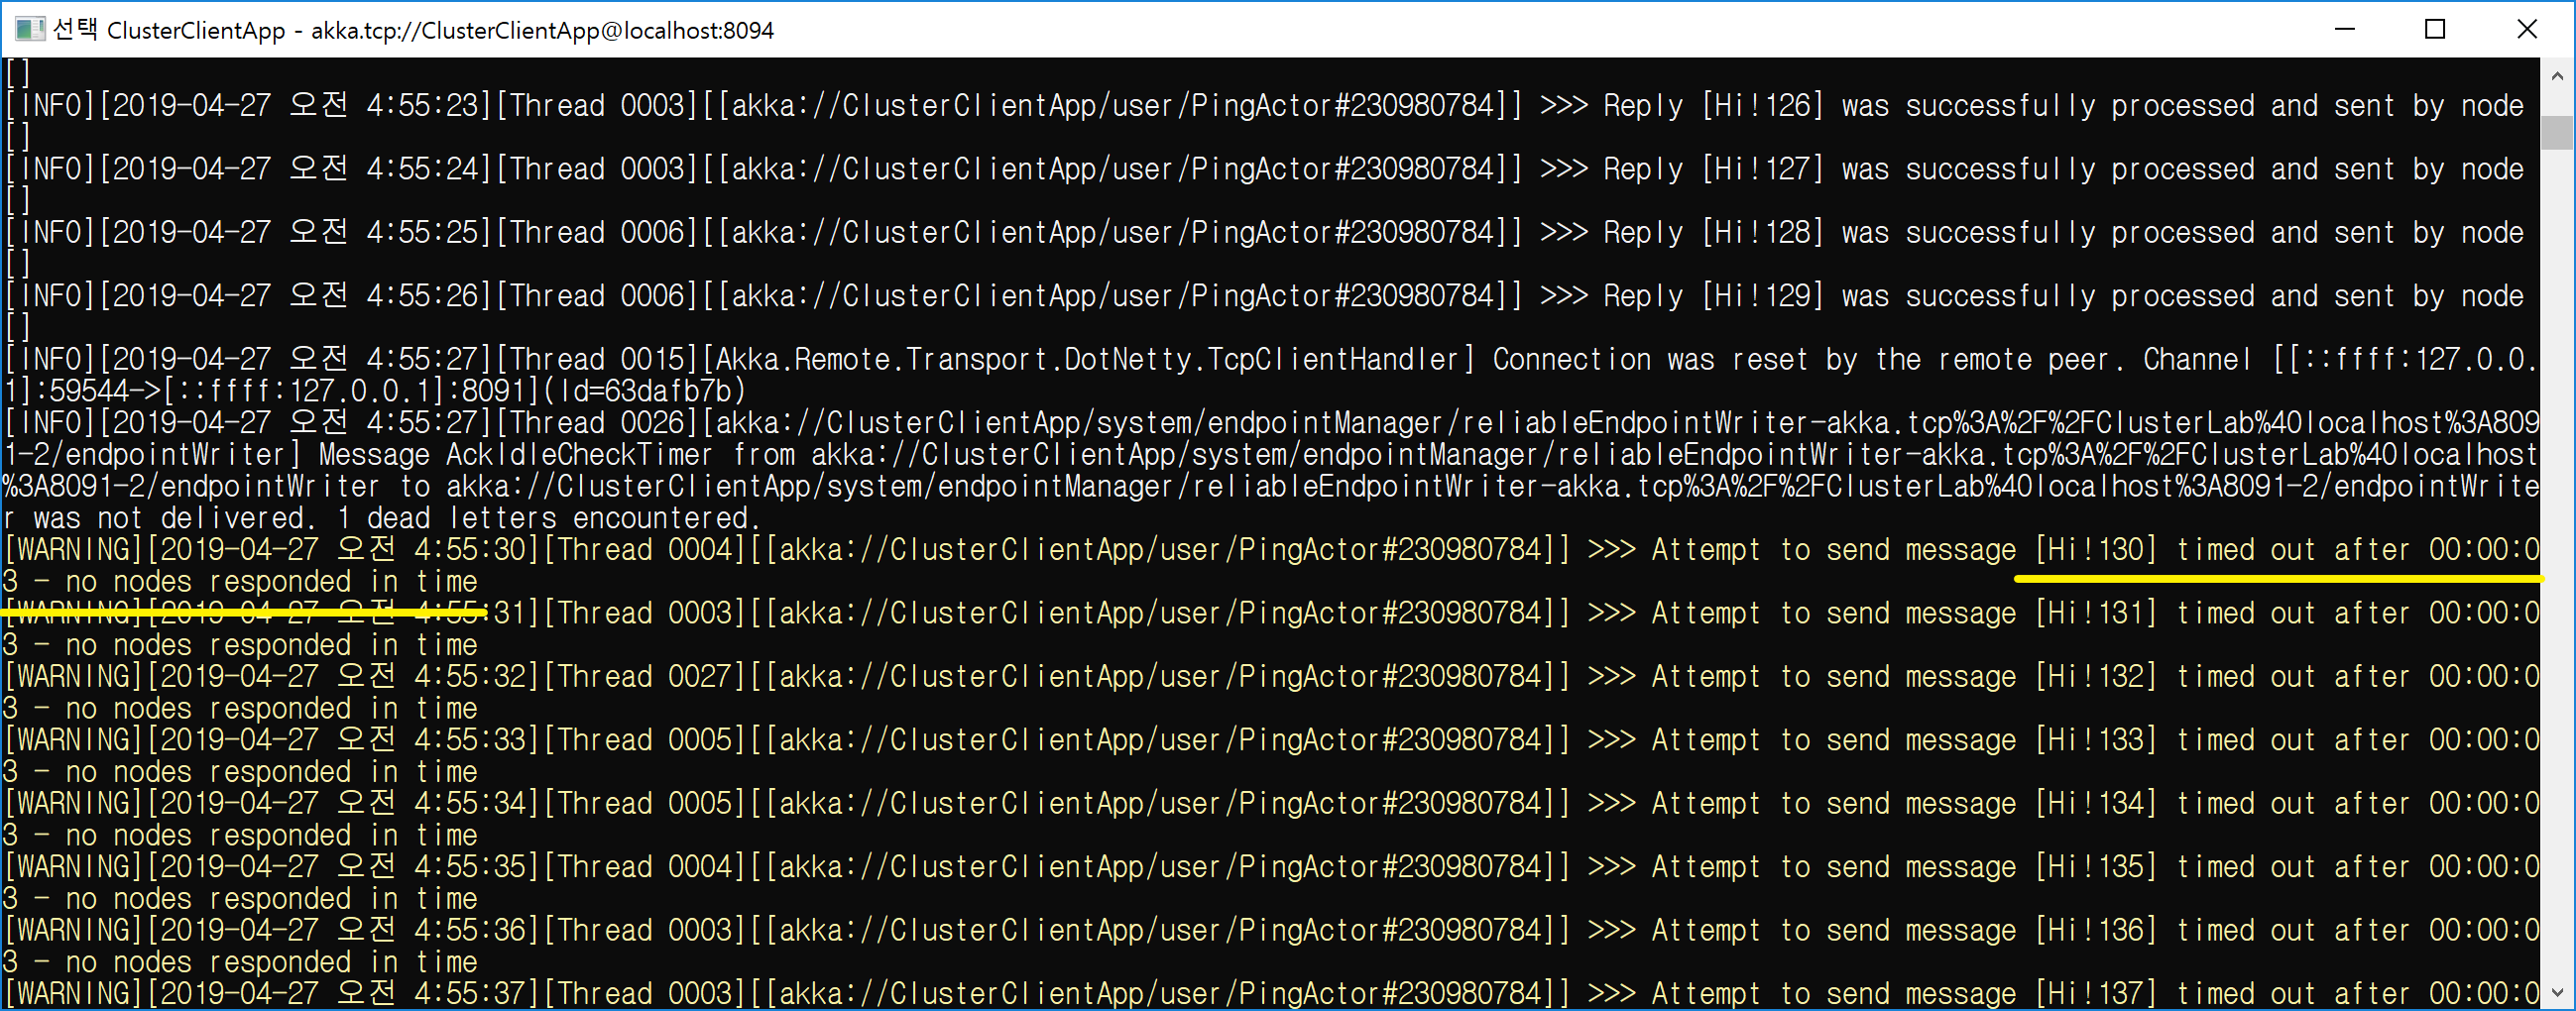 선택 ClusterClientApp - akka.tcp://ClusterClientApp@localhost:8094
[]
[INFO][2019-04-27 오전 4:55:23][Thread 0003][[akka://ClusterClientApp/user/PingActor#230980784]] >>> Reply [Hi!126] was successfully processed and sent by node
[]
[INFO][2019-04-27 오전 4:55:24][Thread 0003][[akka://ClusterClientApp/user/PingActor#230980784]] >>> Reply [Hi!127] was successfully processed and sent by node
[]
[INFO][2019-04-27 오전 4:55:25][Thread 0006][[akka://ClusterClientApp/user/PingActor#230980784]] >>> Reply [Hi!128] was successfully processed and sent by node
[]
[INFO][2019-04-27 오전 4:55:26][Thread 0006][[akka://ClusterClientApp/user/PingActor#230980784]] >>> Reply [Hi!129] was successfully processed and sent by node
[]
[INFO][2019-04-27 오전 4:55:27][Thread 0015][Akka.Remote.Transport.DotNetty.TcpClientHandler] Connection was reset by the remote peer. Channel [[::ffff:127.0.0.
1]:59544->[::ffff:127.0.0.1]:8091](Id=63dafb7b)
[INFO][2019-04-27 오전 4:55:27][Thread 0026][akka://ClusterClientApp/system/endpointManager/reliableEndpointWriter-akka.tcp%3A%2F%2FClusterLab%40localhost%3A809
1-2/endpointWriter] Message AckIdleCheckTimer from akka://ClusterClientApp/system/endpointManager/reliableEndpointWriter-akka.tcp%3A%2F%2FClusterLab%40localhost
%3A8091-2/endpointWriter to akka://ClusterClientApp/system/endpointManager/reliableEndpointWriter-akka.tcp%3A%2F%2FClusterLab%40localhost%3A8091-2/endpointWrite
r was not delivered. 1 dead letters encountered.
[WARNING][2019-04-27 오전 4:55:30][Thread 0004][[akka://ClusterClientApp/user/PingActor#230980784]] >>> Attempt to send message [Hi!130] timed out after 00:00:0
3 - no nodes responded in time
[WARNING][2019-04-27 오전 4:55:31][Thread 0003][[akka://ClusterClientApp/user/PingActor#230980784]] >>> Attempt to send message [Hi!131] timed out after 00:00:0
3 - no nodes responded in time
[WARNING][2019-04-27 오전 4:55:32][Thread 0027][[akka://ClusterClientApp/user/PingActor#230980784]] >>> Attempt to send message [Hi!132] timed out after 00:00:0
3 - no nodes responded in time
[WARNING][2019-04-27 오전 4:55:33][Thread 0005][[akka://ClusterClientApp/user/PingActor#230980784]] >>> Attempt to send message [Hi!133] timed out after 00:00:0
3 - no nodes responded in time
[WARNING][2019-04-27 오전 4:55:34][Thread 0005][[akka://ClusterClientApp/user/PingActor#230980784]] >>> Attempt to send message [Hi!134] timed out after 00:00:0
3 - no nodes responded in time
[WARNING][2019-04-27 오전 4:55:35][Thread 0004][[akka://ClusterClientApp/user/PingActor#230980784]] >>> Attempt to send message [Hi!135] timed out after 00:00:0
3 - no nodes responded in time
[WARNING][2019-04-27 오전 4:55:36][Thread 0003][[akka://ClusterClientApp/user/PingActor#230980784]] >>> Attempt to send message [Hi!136] timed out after 00:00:0
3 - no nodes responded in time
[WARNING][2019-04-27 오전 4:55:37][Thread 0003][[akka://ClusterClientApp/user/PingActor#230980784]] >>> Attempt to send message [Hi!137] timed out after 00:00:0